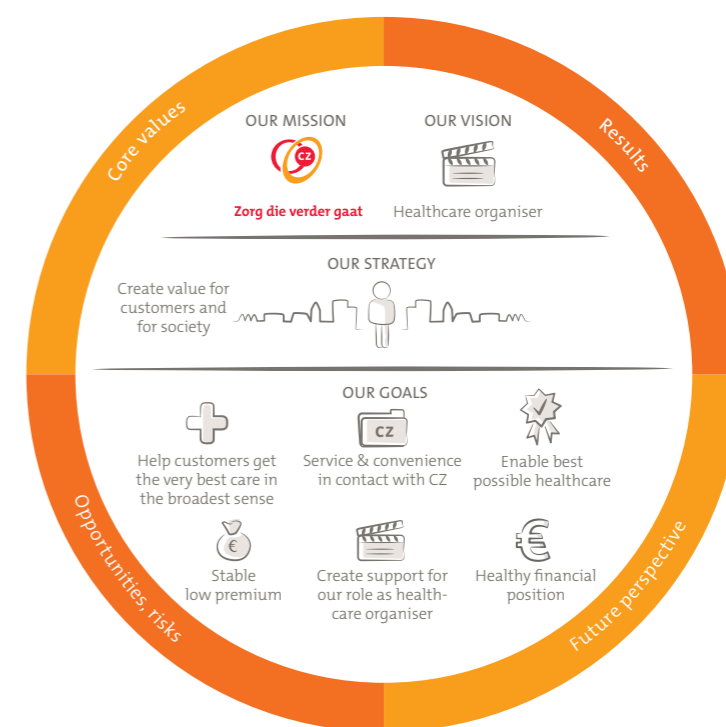 Core values
Results
OUR MISSION
OUR VISION
CZ
Zorg die verder gaat
Healthcare organiser
OUR STRATEGY
Create value for
customers and
for society
OUR GOALS
CZ
Help customers get
the very best care in
the broadest sense
Service & convenience
in contact with CZ
Enable best
possible healthcare
€
Stable
low premium
Create support for
our role as health-
care organiser
€
Healthy financial
position
Opportunities, risks
Future perspective